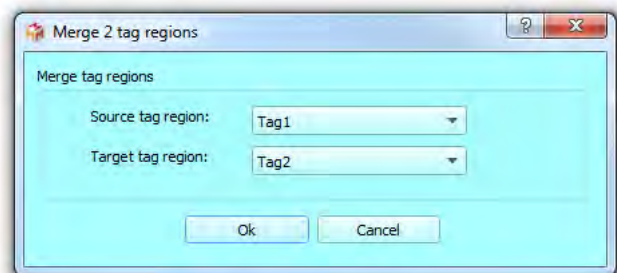 Merge 2 tag regions
Merge tag regions
Source tag region: Tag1
Target tag region: Tag2
Ok Cancel